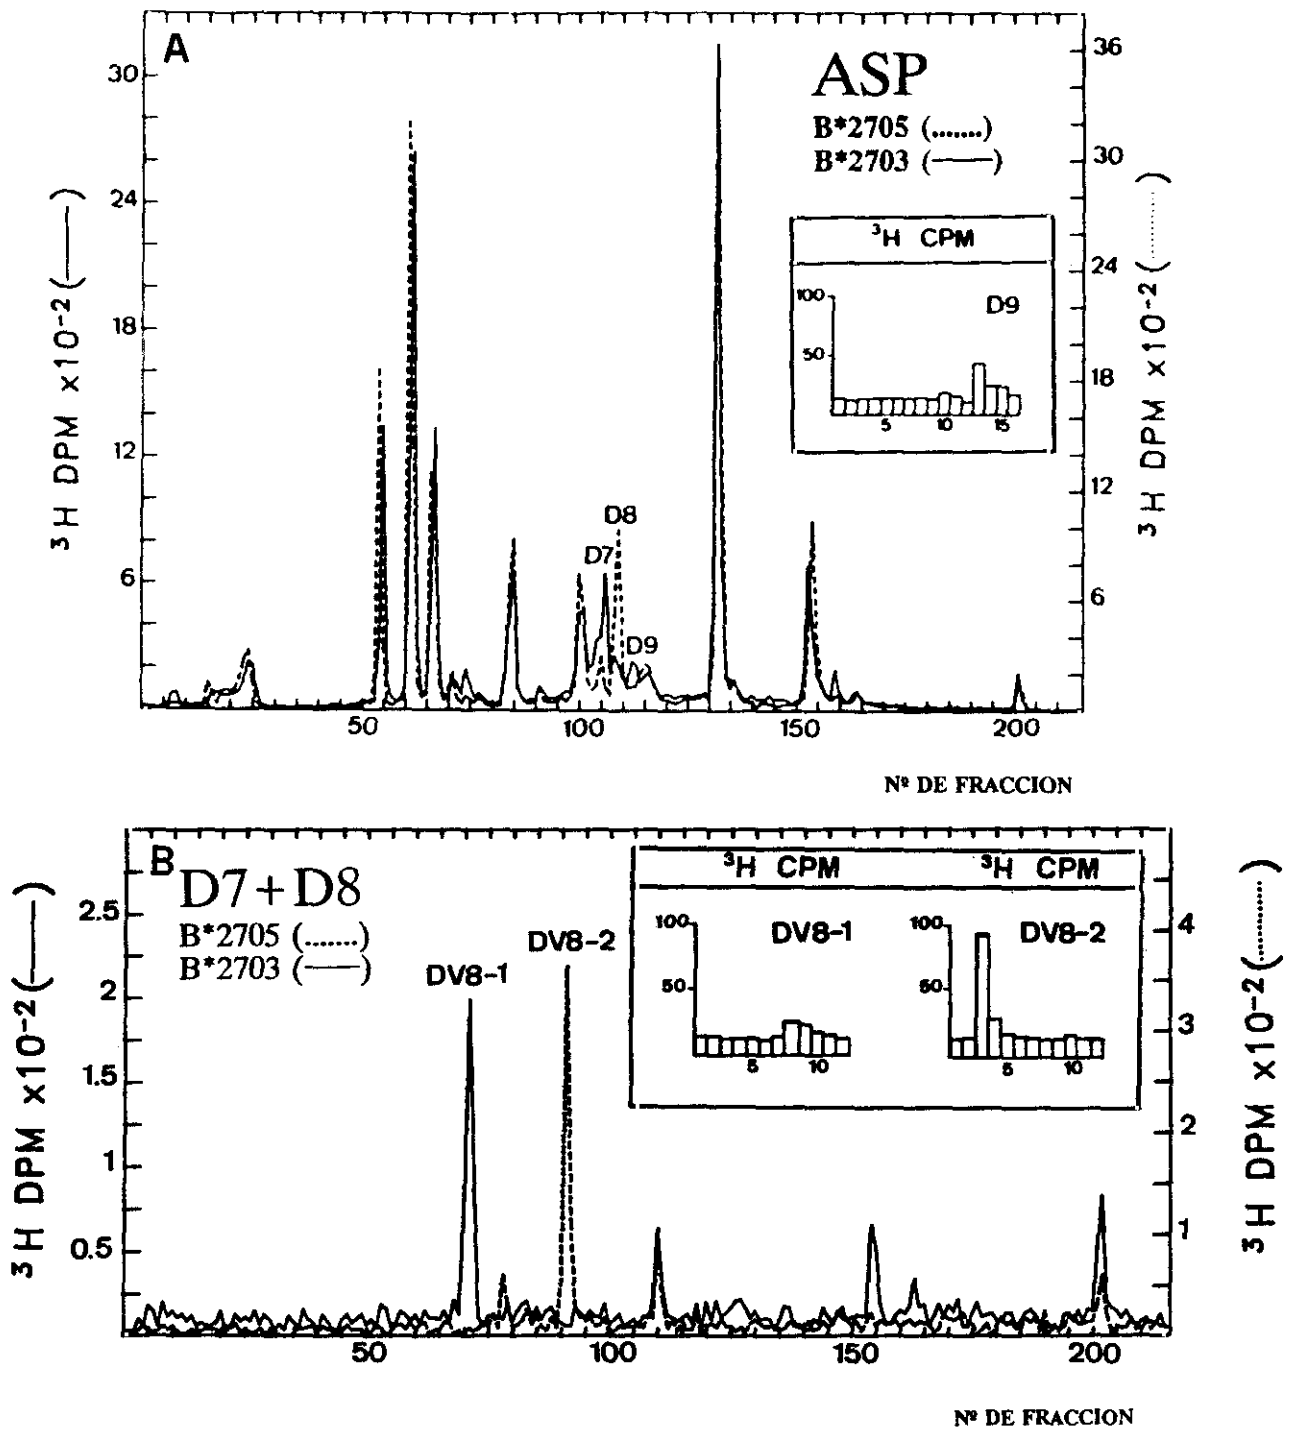 A
ASP
B*2705 (.......)
B*2703 (———)
³H DPM x10⁻² (———)
30
24
18
12
6
³H DPM x10⁻² (.........)
36
30
24
18
12
6
³H CPM
D9
100
50
5 10 15
D8
D7
D9
50 100 150 200
Nº DE FRACCION
B
D7+D8
B*2705 (.......)
B*2703 (———)
³H DPM x10⁻² (———)
2.5
2
1.5
1
0.5
³H DPM x10⁻² (.........)
4
3
2
1
DV8-1
DV8-2
³H CPM ³H CPM
100
50
DV8-1
5 10
100
50
DV8-2
5 10
50 100 150 200
Nº DE FRACCION